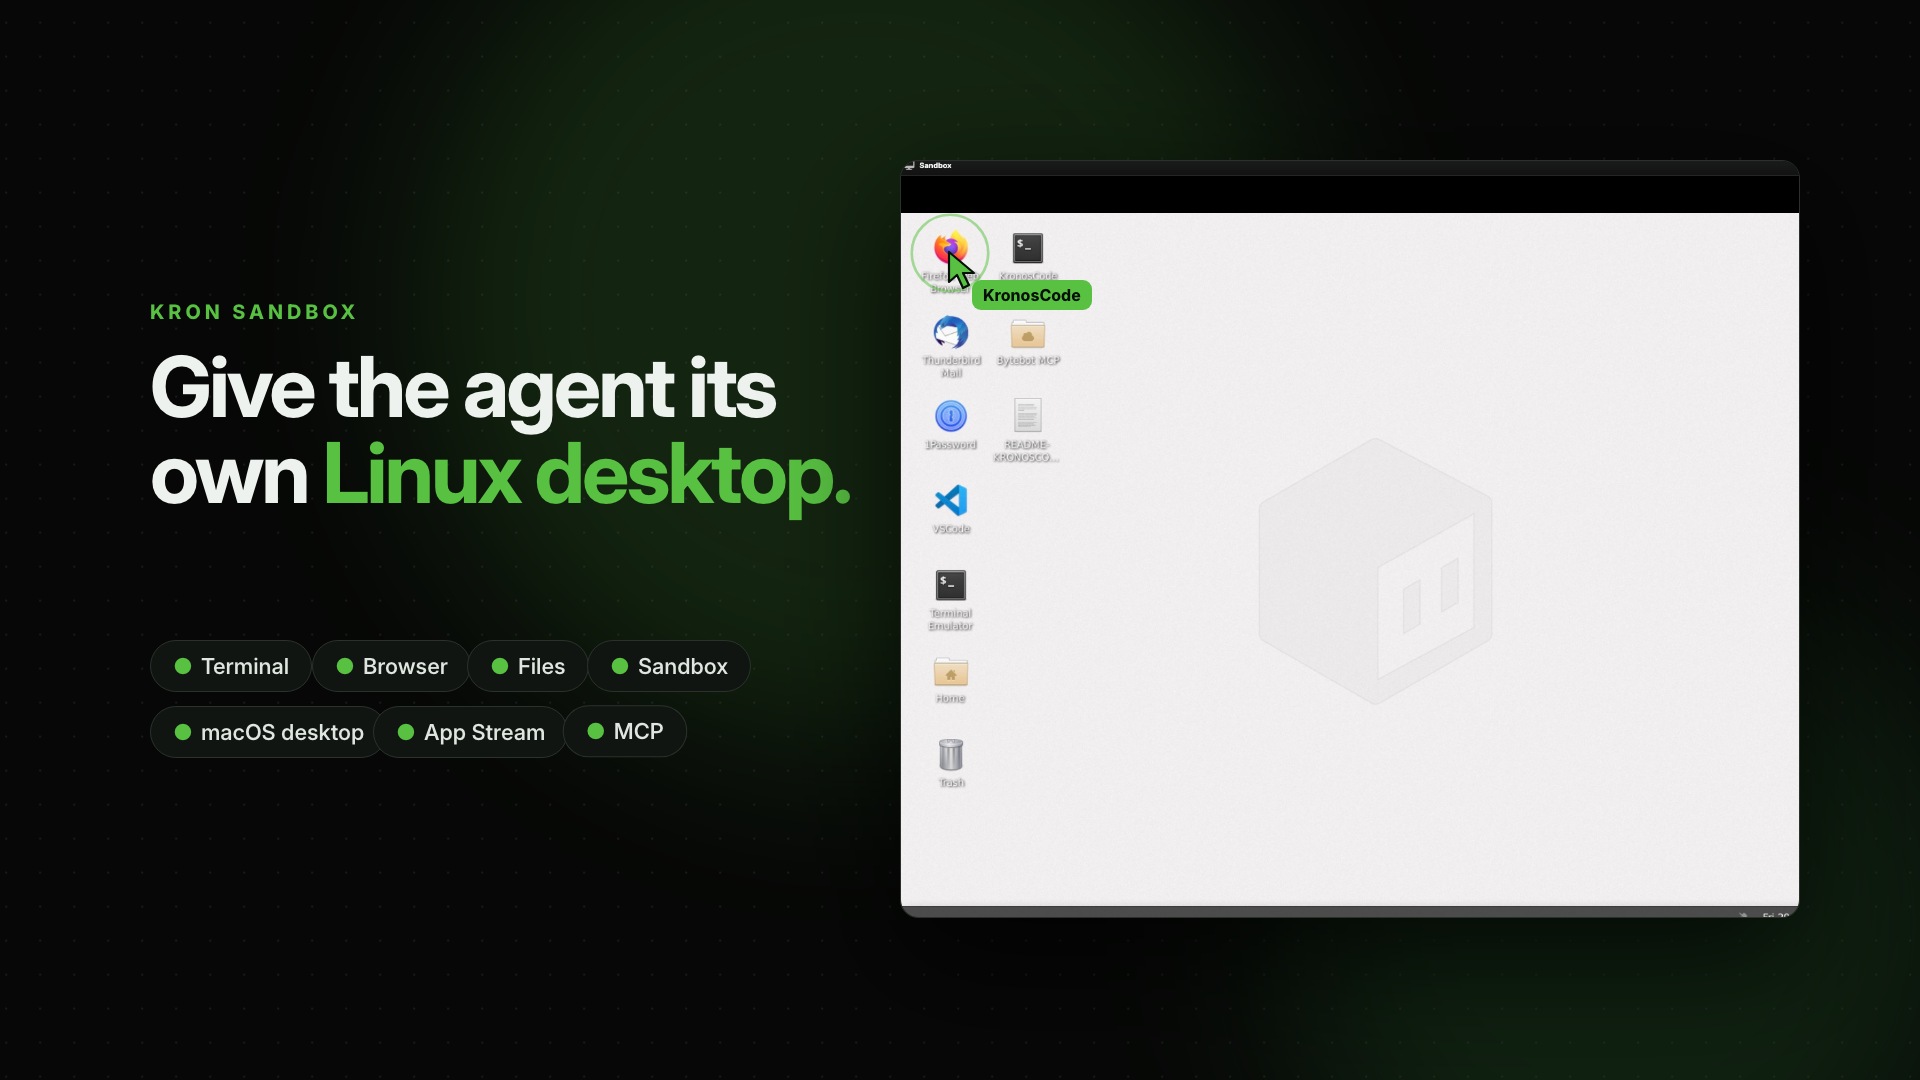 KRON SANDBOX
Give the agent its
own Linux desktop.
Terminal
Browser
Files
Sandbox
macOS desktop
App Stream
MCP
Sandbox
KronosCode
KronosCode
Thunderbird
Mail
Bytebot MCP
1Password
README-
KRONOSCO...
VSCode
Terminal
Emulator
Home
Trash